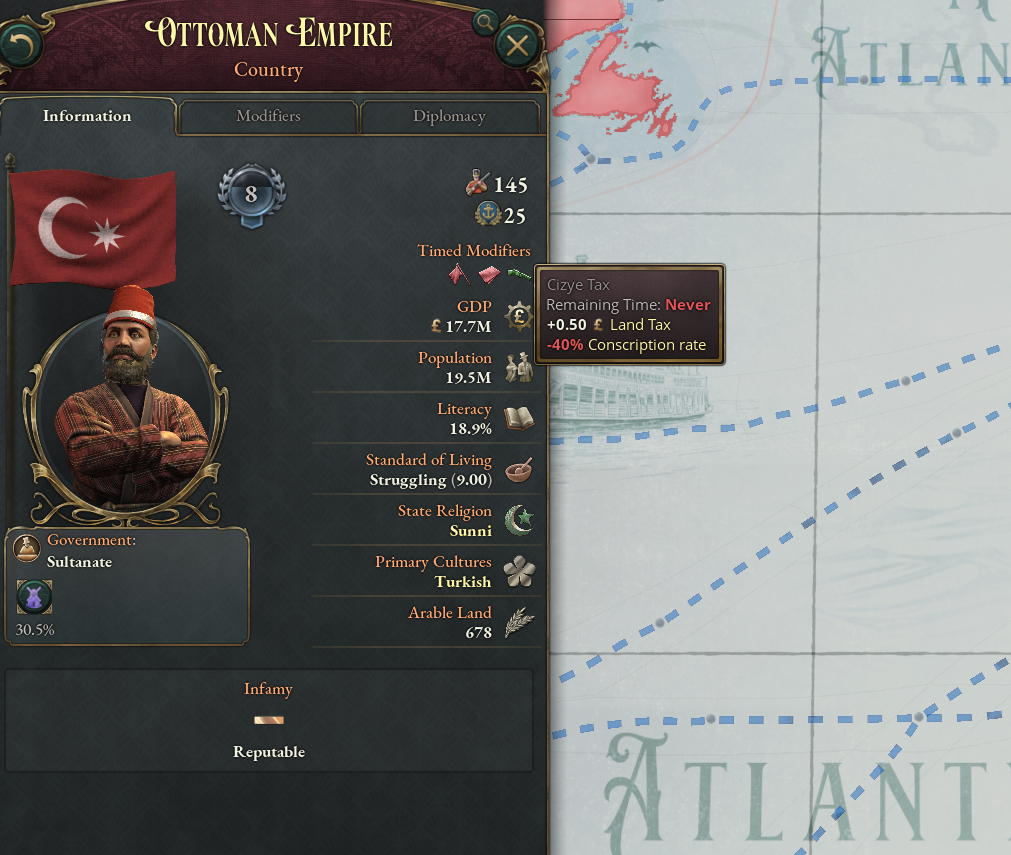 OTTOMAN EMPIRE
Country
Information
Modifiers
Diplomacy
8
145
25
Timed Modifiers
GDP
£ 17.7M
Population
19.5M
Literacy
18.9%
Standard of Living
Struggling (9.00)
State Religion
Sunni
Primary Cultures
Turkish
Arable Land
678
Government:
Sultanate
30.5%
Infamy
Reputable
Cizye Tax
Remaining Time: Never
+0.50 £ Land Tax
-40% Conscription rate
ATLAN
ATLANT